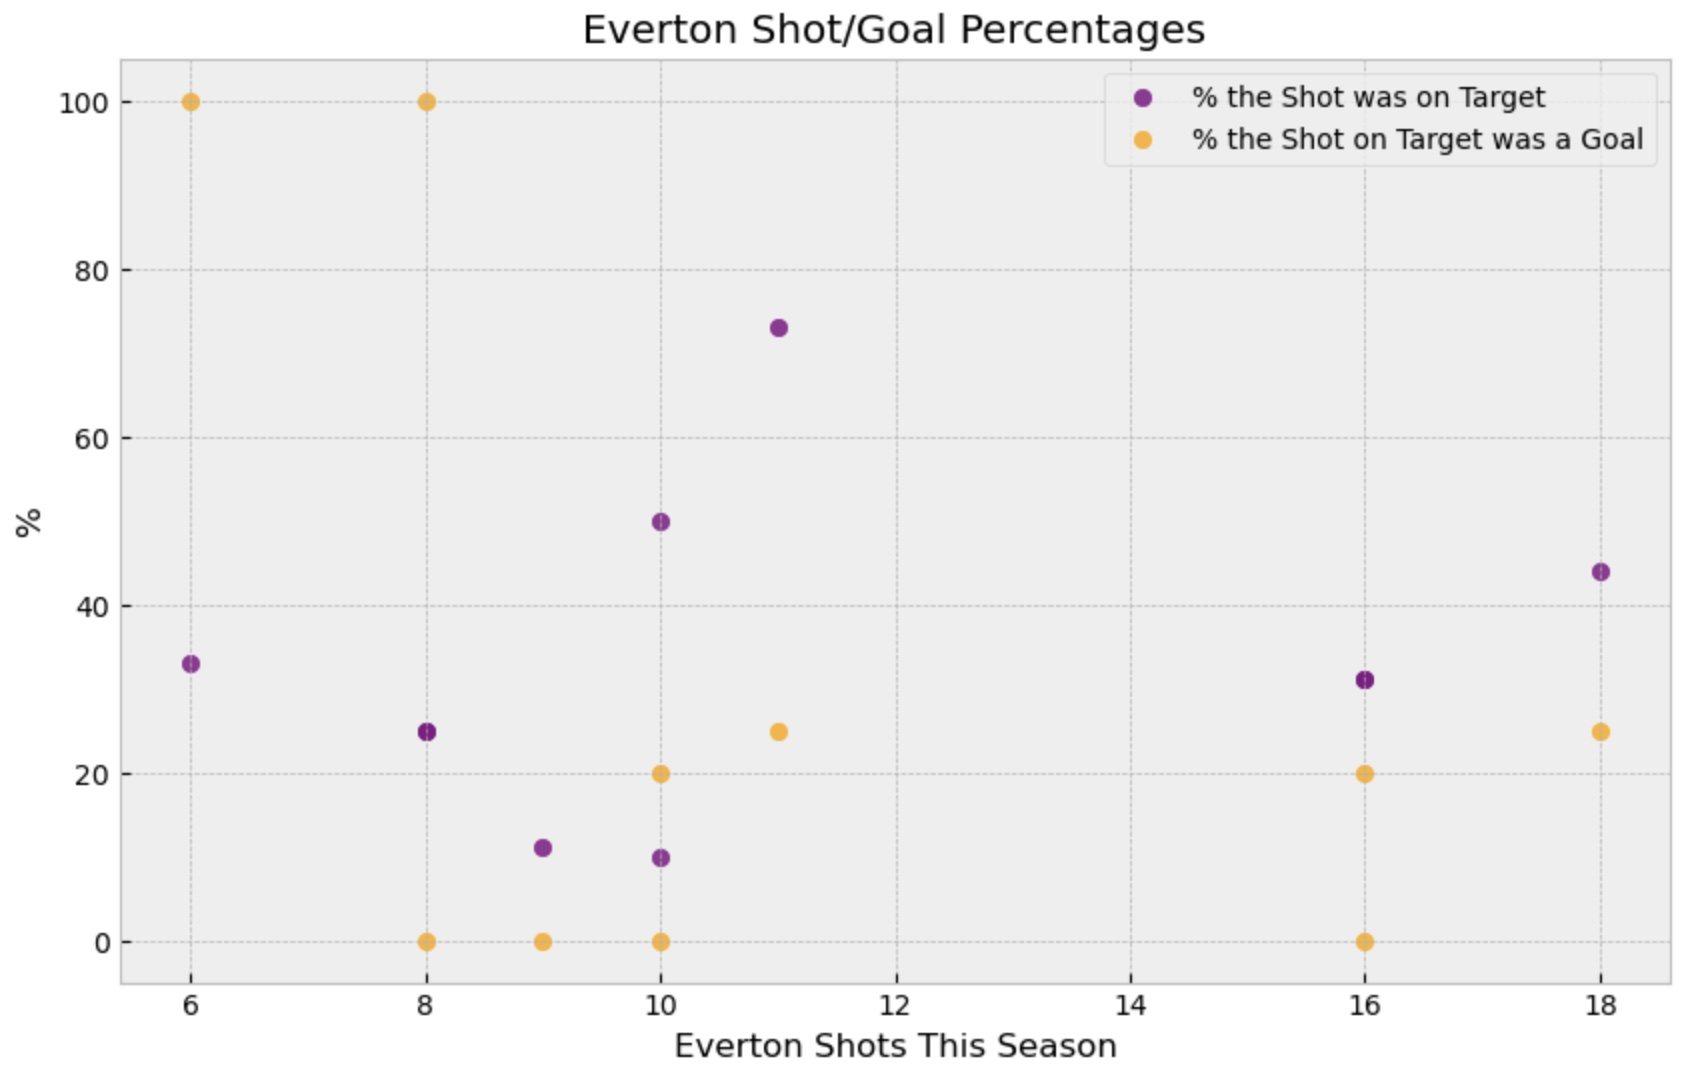 Everton Shot/Goal Percentages
% the Shot was on Target
% the Shot on Target was a Goal
100
80
60
40
20
0
%
6 8 10 12 14 16 18
Everton Shots This Season